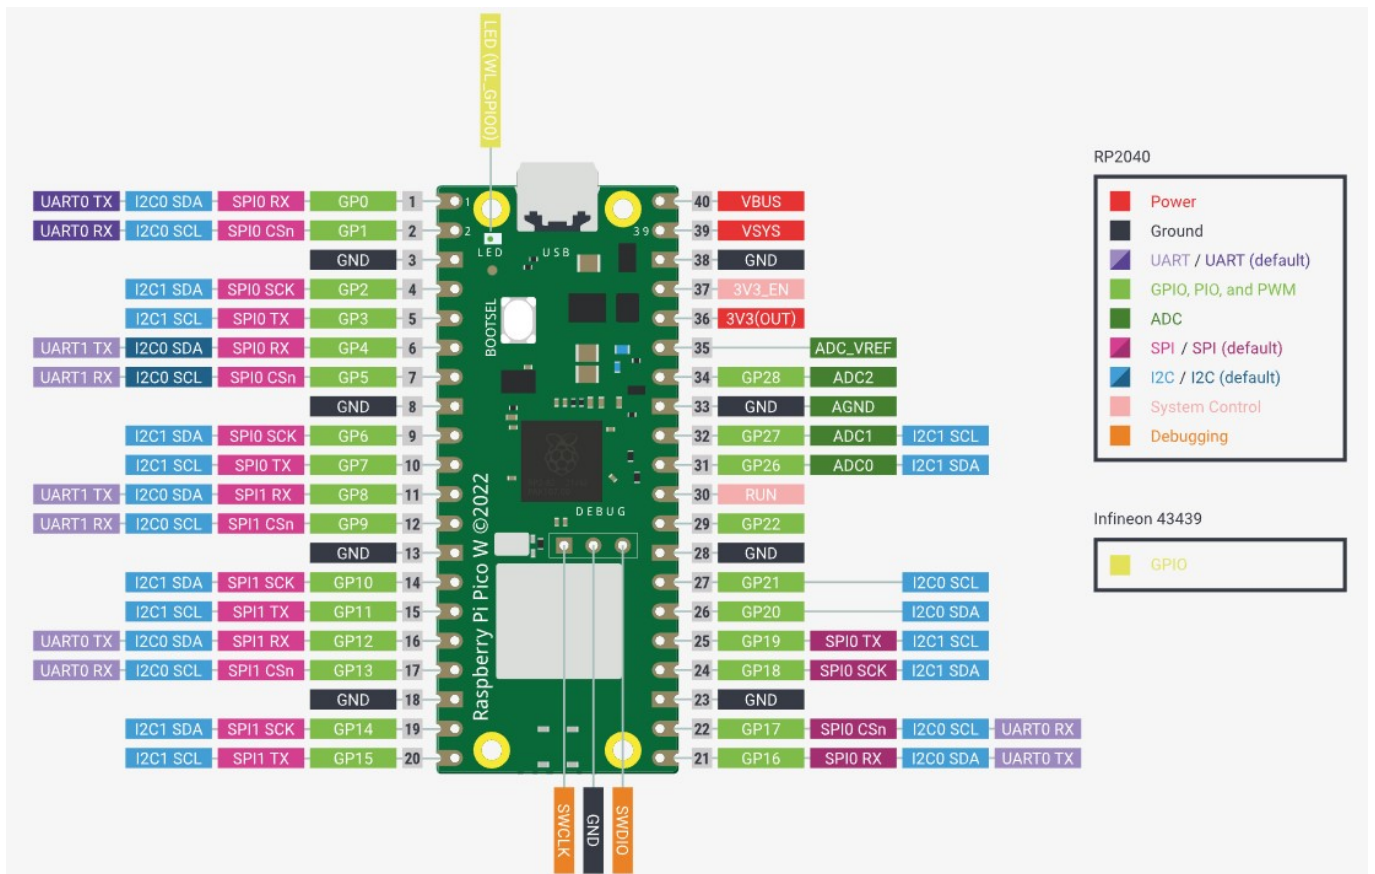 LED (WL_GPIO0)
UART0 TX I2C0 SDA SPI0 RX GP0 1 1 40 VBUS
UART0 RX I2C0 SCL SPI0 CSn GP1 2 2 39 39 VSYS
LED USB
GND 3 38 GND
I2C1 SDA SPI0 SCK GP2 4 37 3V3_EN
I2C1 SCL SPI0 TX GP3 5 36 3V3(OUT)
BOOTSEL
UART1 TX I2C0 SDA SPI0 RX GP4 6 35 ADC_VREF
UART1 RX I2C0 SCL SPI0 CSn GP5 7 34 GP28 ADC2
GND 8 33 GND AGND
I2C1 SDA SPI0 SCK GP6 9 32 GP27 ADC1 I2C1 SCL
I2C1 SCL SPI0 TX GP7 10 31 GP26 ADC0 I2C1 SDA
UART1 TX I2C0 SDA SPI1 RX GP8 11 30 RUN
DEBUG
UART1 RX I2C0 SCL SPI1 CSn GP9 12 29 GP22
GND 13 28 GND
I2C1 SDA SPI1 SCK GP10 14 27 GP21 I2C0 SCL
I2C1 SCL SPI1 TX GP11 15 26 GP20 I2C0 SDA
Raspberry Pi Pico W ©2022
UART0 TX I2C0 SDA SPI1 RX GP12 16 25 GP19 SPI0 TX I2C1 SCL
UART0 RX I2C0 SCL SPI1 CSn GP13 17 24 GP18 SPI0 SCK I2C1 SDA
GND 18 23 GND
I2C1 SDA SPI1 SCK GP14 19 22 GP17 SPI0 CSn I2C0 SCL UART0 RX
I2C1 SCL SPI1 TX GP15 20 21 GP16 SPI0 RX I2C0 SDA UART0 TX
SWCLK
GND
SWDIO
RP2040
Power
Ground
UART / UART (default)
GPIO, PIO, and PWM
ADC
SPI / SPI (default)
I2C / I2C (default)
System Control
Debugging
Infineon 43439
GPIO